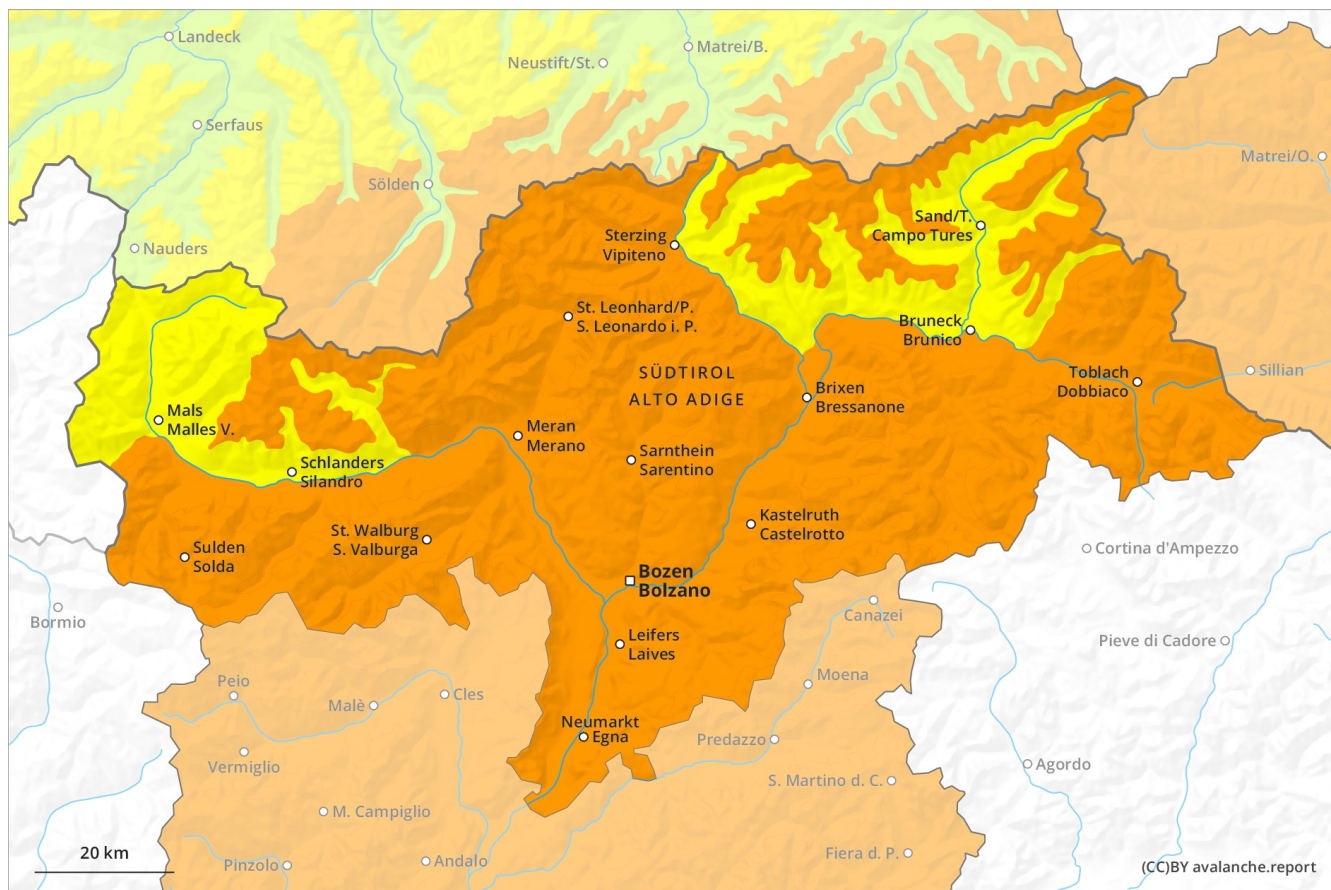 Landeck
Matrei/B.
Neustift/St.
Serfaus
Matrei/O.
Sölden
Sand/T.
Campo Tures
Sterzing
Vipiteno
Nauders
St. Leonhard/P.
S. Leonardo i. P.
Bruneck
Brunico
SÜDTIROL
ALTO ADIGE
Toblach
Dobbiaco
Sillian
Brixen
Bressanone
Mals
Malles V.
Meran
Merano
Sarnthein
Sarentino
Schlanders
Silandro
Kastelruth
Castelrotto
St. Walburg
S. Valburga
Sulden
Solda
Cortina d'Ampezzo
Bozen
Bolzano
Bormio
Canazei
Leifers
Laives
Pieve di Cadore
Moena
Peio
Cles
Malè
Neumarkt
Egna
Predazzo
Vermiglio
Agordo
S. Martino d. C.
M. Campiglio
20 km
Fiera d. P.
Pinzolo
Andalo
(CC)BY avalanche.report